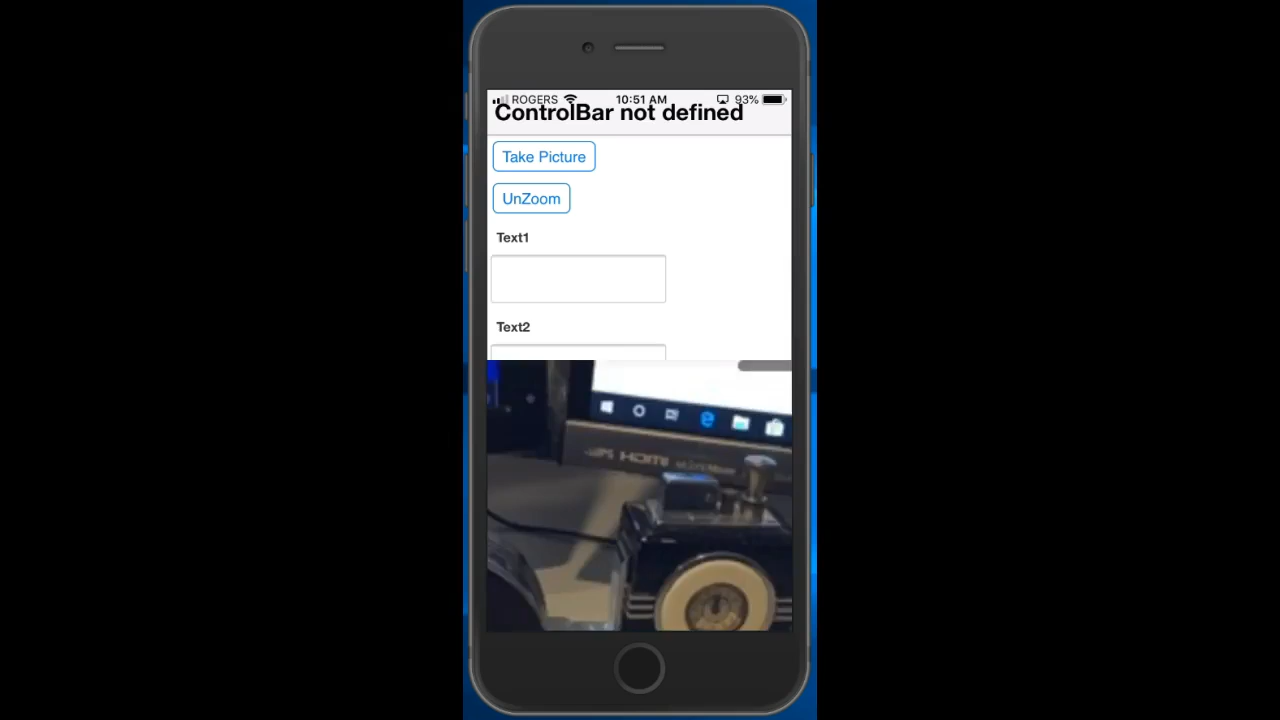 ROGERS 10:51 AM 93%
ControlBar not defined
Take Picture
UnZoom
Text1
Text2
HDMI